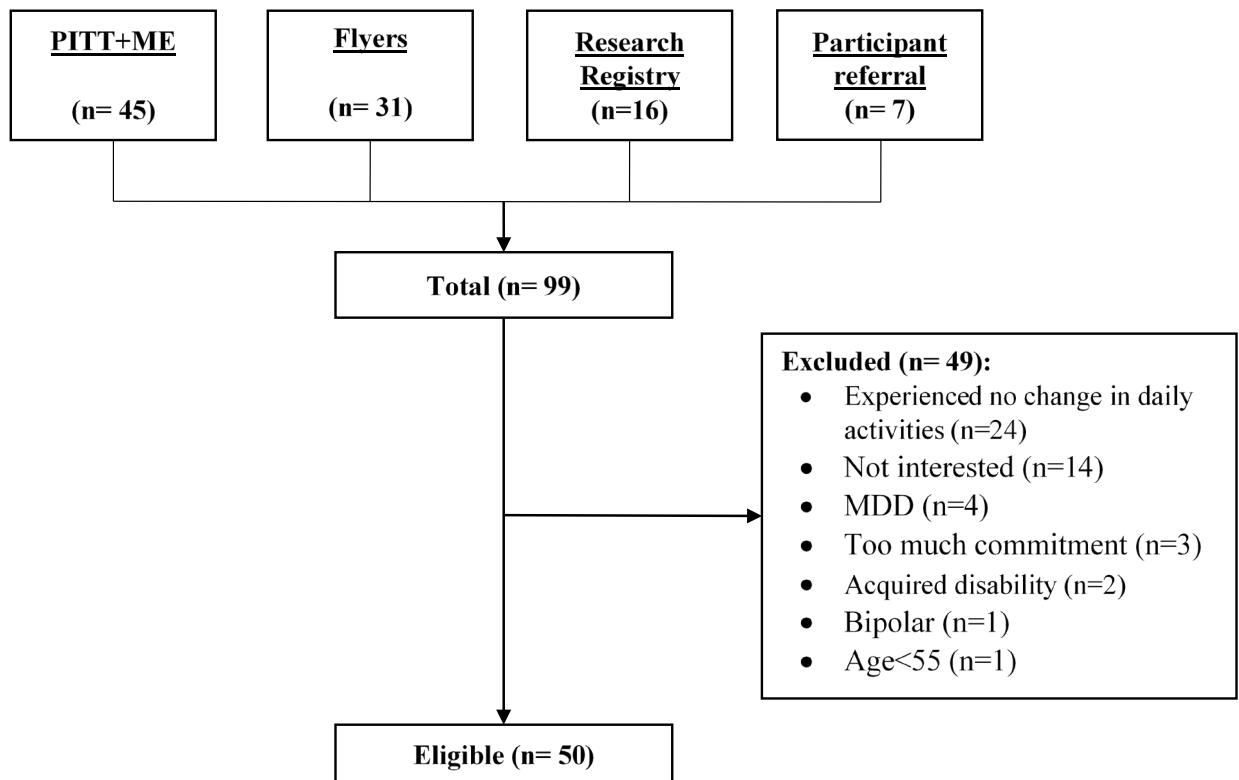 PITT+ME
(n= 45)
Flyers
(n= 31)
Research
Registry
(n=16)
Participant
referral
(n= 7)
Total (n= 99)
Excluded (n= 49):
• Experienced no change in daily
activities (n=24)
• Not interested (n=14)
• MDD (n=4)
• Too much commitment (n=3)
• Acquired disability (n=2)
• Bipolar (n=1)
• Age<55 (n=1)
Eligible (n= 50)